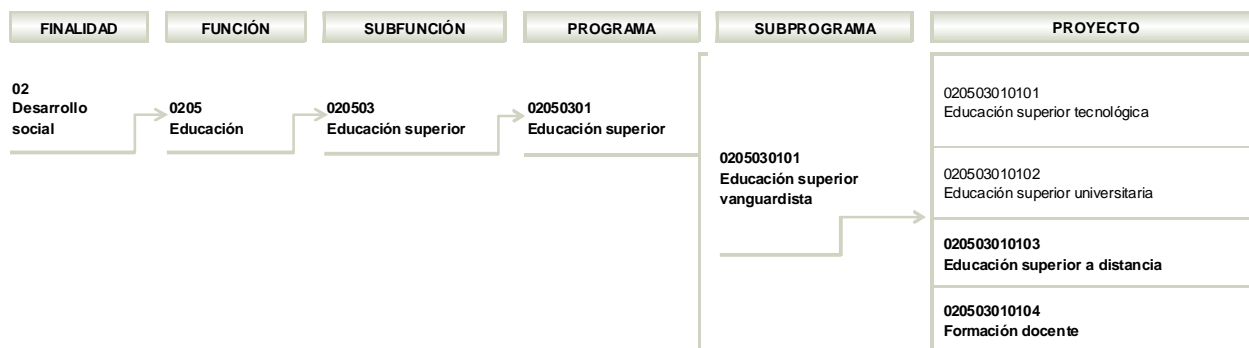 FINALIDAD
FUNCIÓN
SUBFUNCIÓN
PROGRAMA
SUBPROGRAMA
PROYECTO
02
Desarrollo
social
0205
Educación
020503
Educación superior
02050301
Educación superior
0205030101
Educación superior
vanguardista
020503010101
Educación superior tecnológica
020503010102
Educación superior universitaria
020503010103
Educación superior a distancia
020503010104
Formación docente